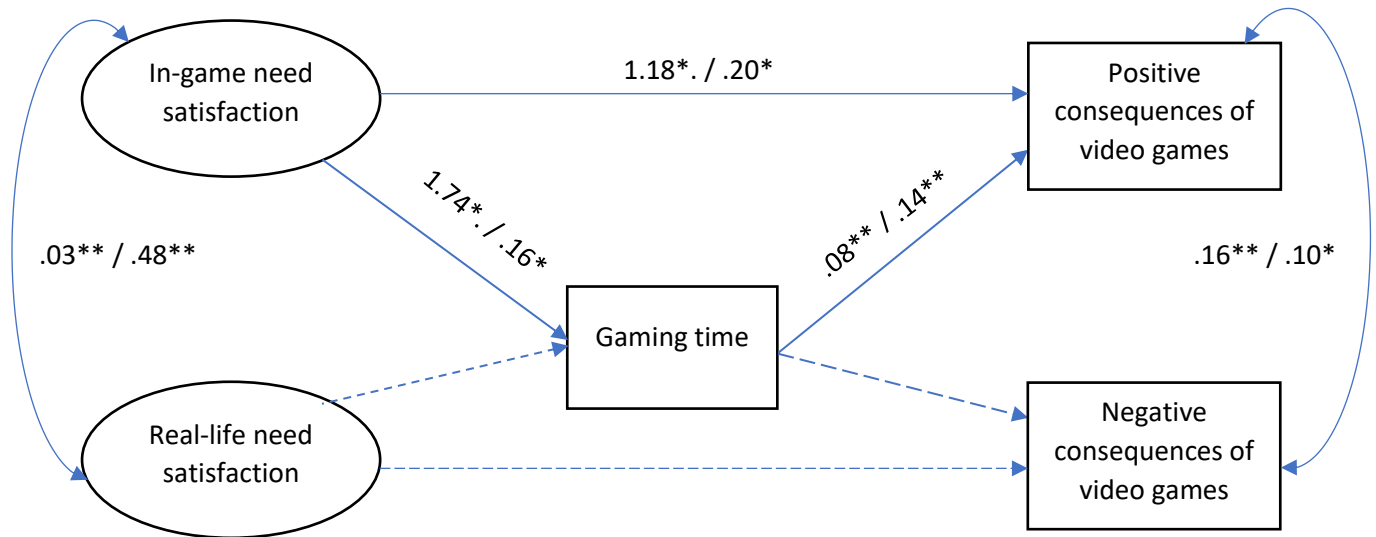 In-game need
satisfaction
1.18*. / .20*
Positive
consequences of
video games
1.74*. / .16*
.08** / .14**
.03** / .48**
.16** / .10*
Gaming time
Real-life need
satisfaction
Negative
consequences of
video games